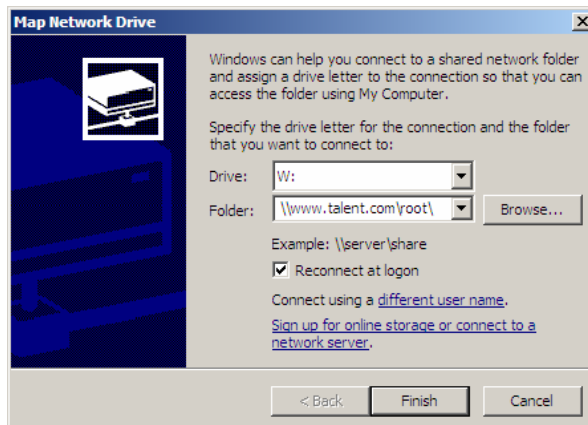 Map Network Drive
Windows can help you connect to a shared network folder
and assign a drive letter to the connection so that you can
access the folder using My Computer.
Specify the drive letter for the connection and the folder
that you want to connect to:
Drive: W:
Folder: \\www.talent.com\root\ Browse...
Example: \\server\share
Reconnect at logon
Connect using a different user name.
Sign up for online storage or connect to a
network server.
< Back Finish Cancel